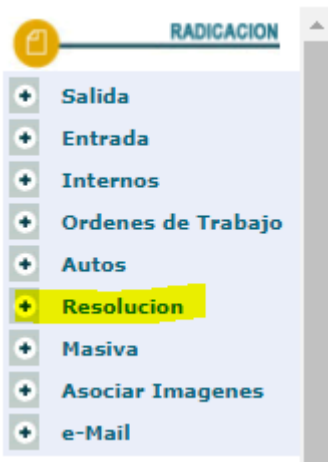 RADICACION
Salida
Entrada
Internos
Ordenes de Trabajo
Autos
Resolucion
Masiva
Asociar Imagenes
e-Mail